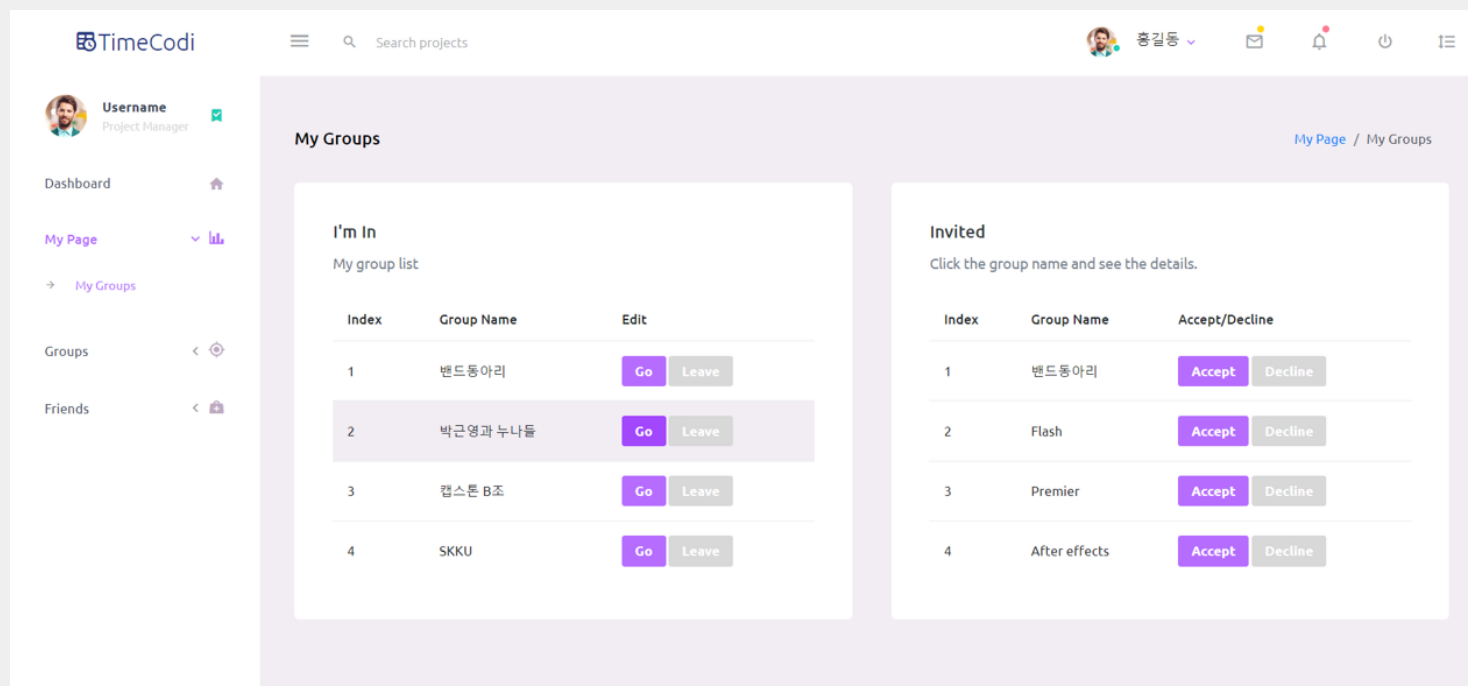 TimeCodi
Search projects
홍길동
Username
Project Manager
Dashboard
My Page
My Groups
Groups
Friends
My Groups
My Page / My Groups
I'm In
My group list
Index Group Name Edit
1 밴드동아리 Go Leave
2 박근영과 누나들 Go Leave
3 캡스톤 B조 Go Leave
4 SKKU Go Leave
Invited
Click the group name and see the details.
Index Group Name Accept/Decline
1 밴드동아리 Accept Decline
2 Flash Accept Decline
3 Premier Accept Decline
4 After effects Accept Decline